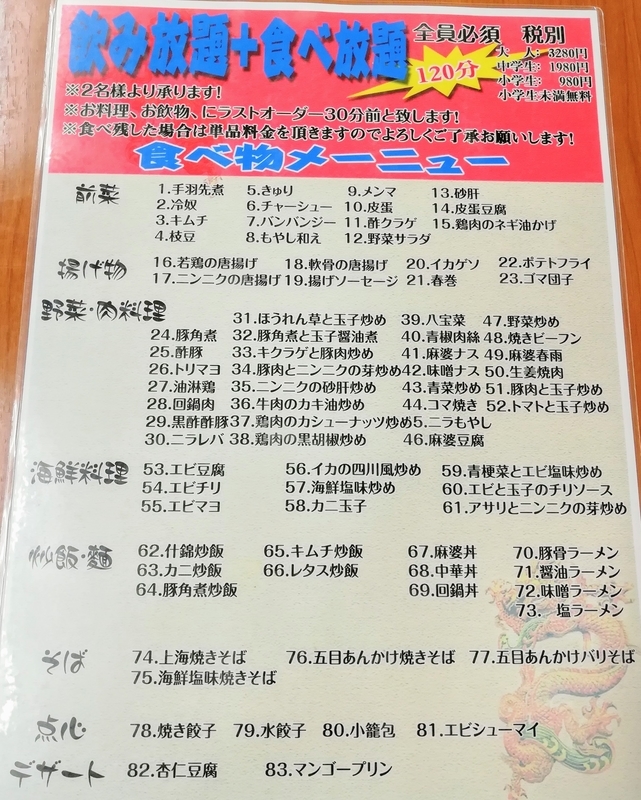 飲み放題+食べ放題
全員必須 税別
120分
大人: 3280円
中学生: 1980円
小学生: 980円
小学生未満無料
※2名様より承ります!
※お料理、お飲物、にラストオーダー30分前と致します!
※食べ残した場合は単品料金を頂きますのでよろしくご了承お願いします!
食べ物メーニュー
前菜
1.手羽先煮 5.きゅり 9.メンマ 13.砂肝
2.冷奴 6.チャーシュー 10.皮蛋 14.皮蛋豆腐
3.キムチ 7.バンバンジー 11.酢クラゲ 15.鶏肉のネギ油かけ
4.枝豆 8.もやし和え 12.野菜サラダ
揚げ物
16.若鶏の唐揚げ 18.軟骨の唐揚げ 20.イカゲソ 22.ポテトフライ
17.ニンニクの唐揚げ 19.揚げソーセージ 21.春巻 23.ゴマ団子
野菜・肉料理
31.ほうれん草と玉子炒め 39.八宝菜 47.野菜炒め
24.豚角煮 32.豚角煮と玉子醤油煮 40.青椒肉絲 48.焼きビーフン
25.酢豚 33.キクラゲと豚肉炒め 41.麻婆ナス 49.麻婆春雨
26.トリマヨ 34.豚肉とニンニクの芽炒め 42.味噌ナス 50.生姜焼肉
27.油淋鶏 35.ニンニクの砂肝炒め 43.青菜炒め 51.豚肉と玉子炒め
28.回鍋肉 36.牛肉のカキ油炒め 44.コマ焼き 52.トマトと玉子炒め
29.黒酢酢豚 37.鶏肉のカシューナッツ炒め 45.ニラもやし
30.ニラレバ 38.鶏肉の黒胡椒炒め 46.麻婆豆腐
海鮮料理
53.エビ豆腐 56.イカの四川風炒め 59.青梗菜とエビ塩味炒め
54.エビチリ 57.海鮮塩味炒め 60.エビと玉子のチリソース
55.エビマヨ 58.カニ玉子 61.アサリとニンニクの芽炒め
炒飯・麺
62.什錦炒飯 65.キムチ炒飯 67.麻婆丼 70.豚骨ラーメン
63.カニ炒飯 66.レタス炒飯 68.中華丼 71.醤油ラーメン
64.豚角煮炒飯 69.回鍋丼 72.味噌ラーメン
73. 塩ラーメン
そば
74.上海焼きそば 76.五目あんかけ焼きそば 77.五目あんかけバリそば
75.海鮮塩味焼きそば
点心
78.焼き餃子 79.水餃子 80.小籠包 81.エビシューマイ
デザート
82.杏仁豆腐 83.マンゴープリン